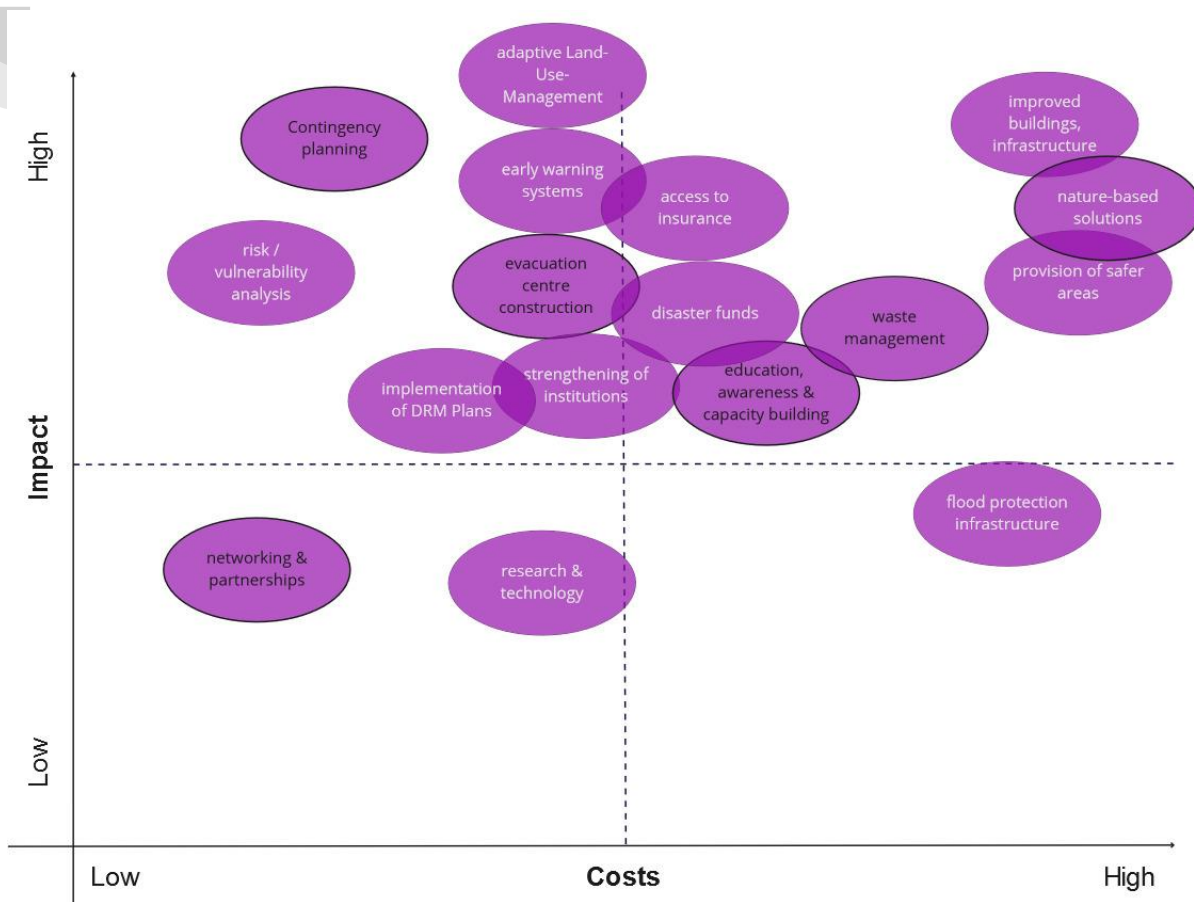 adaptive Land-
Use-
Management
Contingency
planning
improved
buildings,
infrastructure
High
early warning
systems
access to
insurance
nature-based
solutions
risk /
vulnerability
analysis
evacuation
centre
construction
provision of safer
areas
disaster funds
waste
management
implementation
of DRM Plans
strengthening of
institutions
education,
awareness &
capacity building
Impact
flood protection
infrastructure
networking &
partnerships
research &
technology
Low
Low
Costs
High